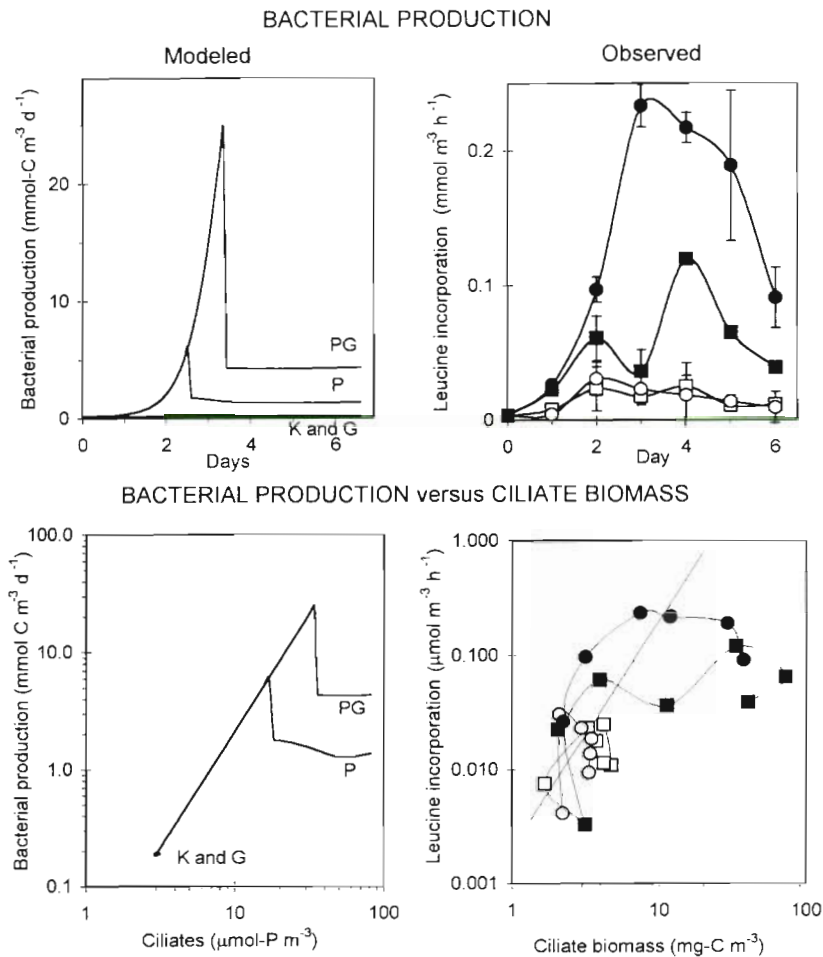 BACTERIAL PRODUCTION
Modeled
Observed
Bacterial production (mmol-C m⁻³ d⁻¹)
20
10
0
0
2
4
6
Days
PG
P
K and G
Leucine incorporation (mmol m⁻³ h⁻¹)
0.2
0.1
0
0
2
4
6
Day
BACTERIAL PRODUCTION versus CILIATE BIOMASS
Bacterial production (mmol C m⁻³ d⁻¹)
100.0
10.0
1.0
0.1
1
10
100
Ciliates (µmol-P m⁻³)
PG
P
K and G
Leucine incorporation (µmol m⁻³ h⁻¹)
1.000
0.100
0.010
0.001
1
10
100
Ciliate biomass (mg-C m⁻³)